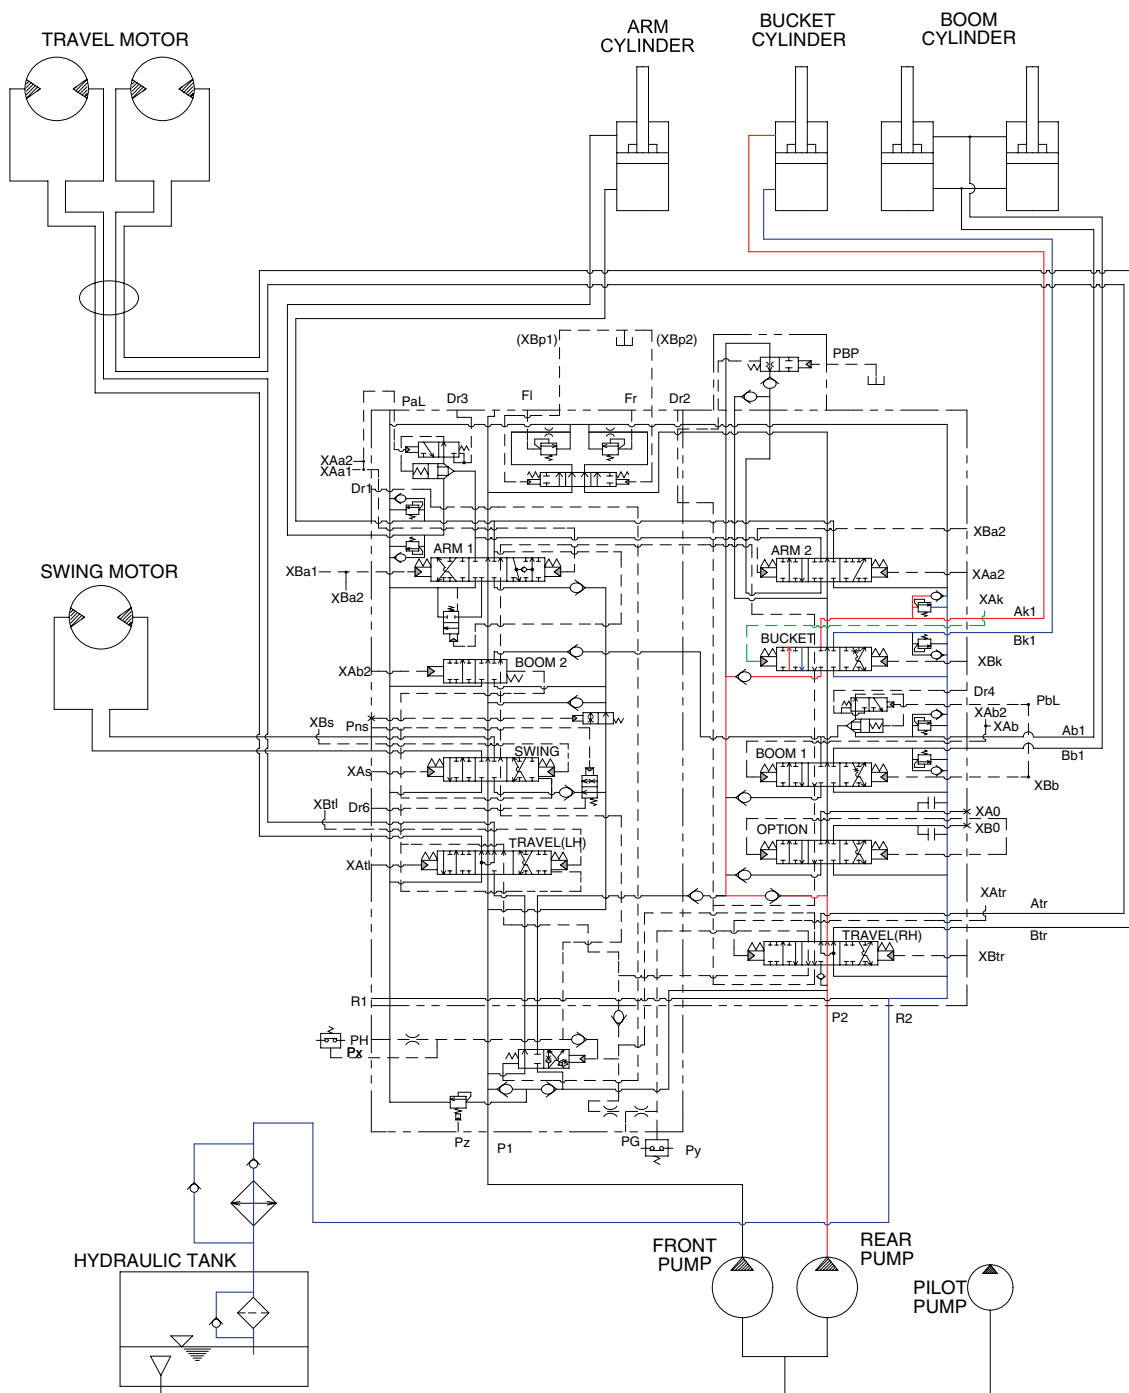 TRAVEL MOTOR
ARM
CYLINDER
BUCKET
CYLINDER
BOOM
CYLINDER
(XBp1)
(XBp2)
PBP
PaL
Dr3
Fl
Fr
Dr2
XAa2
XAa1
Dr1
XBa2
ARM 1
ARM 2
SWING MOTOR
XBa1
XBa2
XAa2
XAk
Ak1
BUCKET
Bk1
XAb2
BOOM 2
XBk
Dr4
PbL
XAb2
XAb
Ab1
XBs
Pns
SWING
BOOM 1
Bb1
XAs
XBb
XBtl
Dr6
XA0
XB0
OPTION
TRAVEL(LH)
XAtl
XAtr
Atr
TRAVEL(RH)
Btr
XBtr
R1
P2
R2
PH
Px
Pz
P1
PG
Py
HYDRAULIC TANK
FRONT
PUMP
REAR
PUMP
PILOT
PUMP